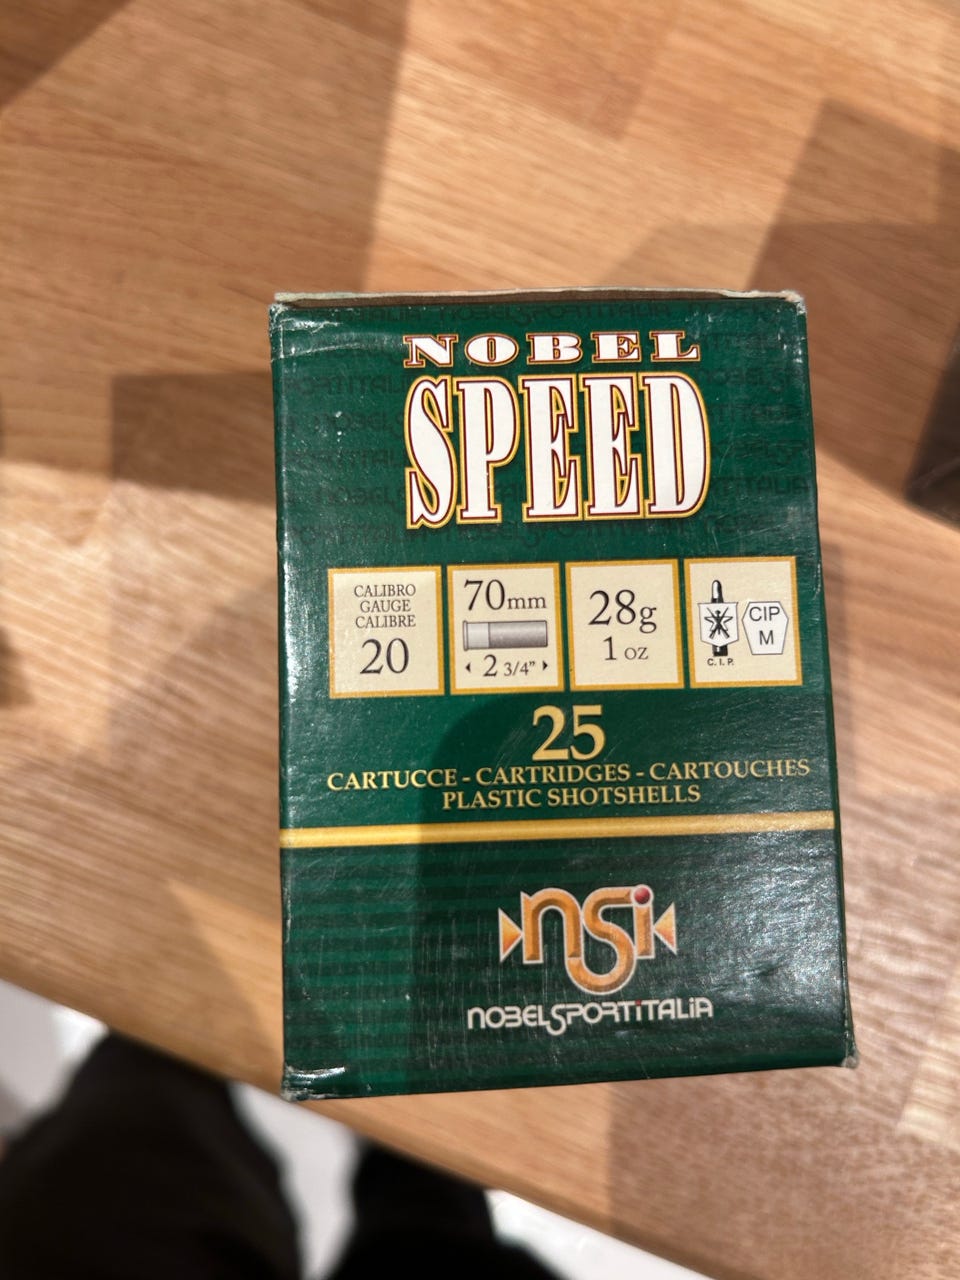 NOBELSPORTITALIA
NOBEL
SPEED
CALIBRO
GAUGE
CALIBRE
20
70mm
2 3/4"
28g
1 oz
C.I.P.
CIP
M
25
CARTUCCE - CARTRIDGES - CARTOUCHES
PLASTIC SHOTSHELLS
nsi
NOBELSPORTITALIA